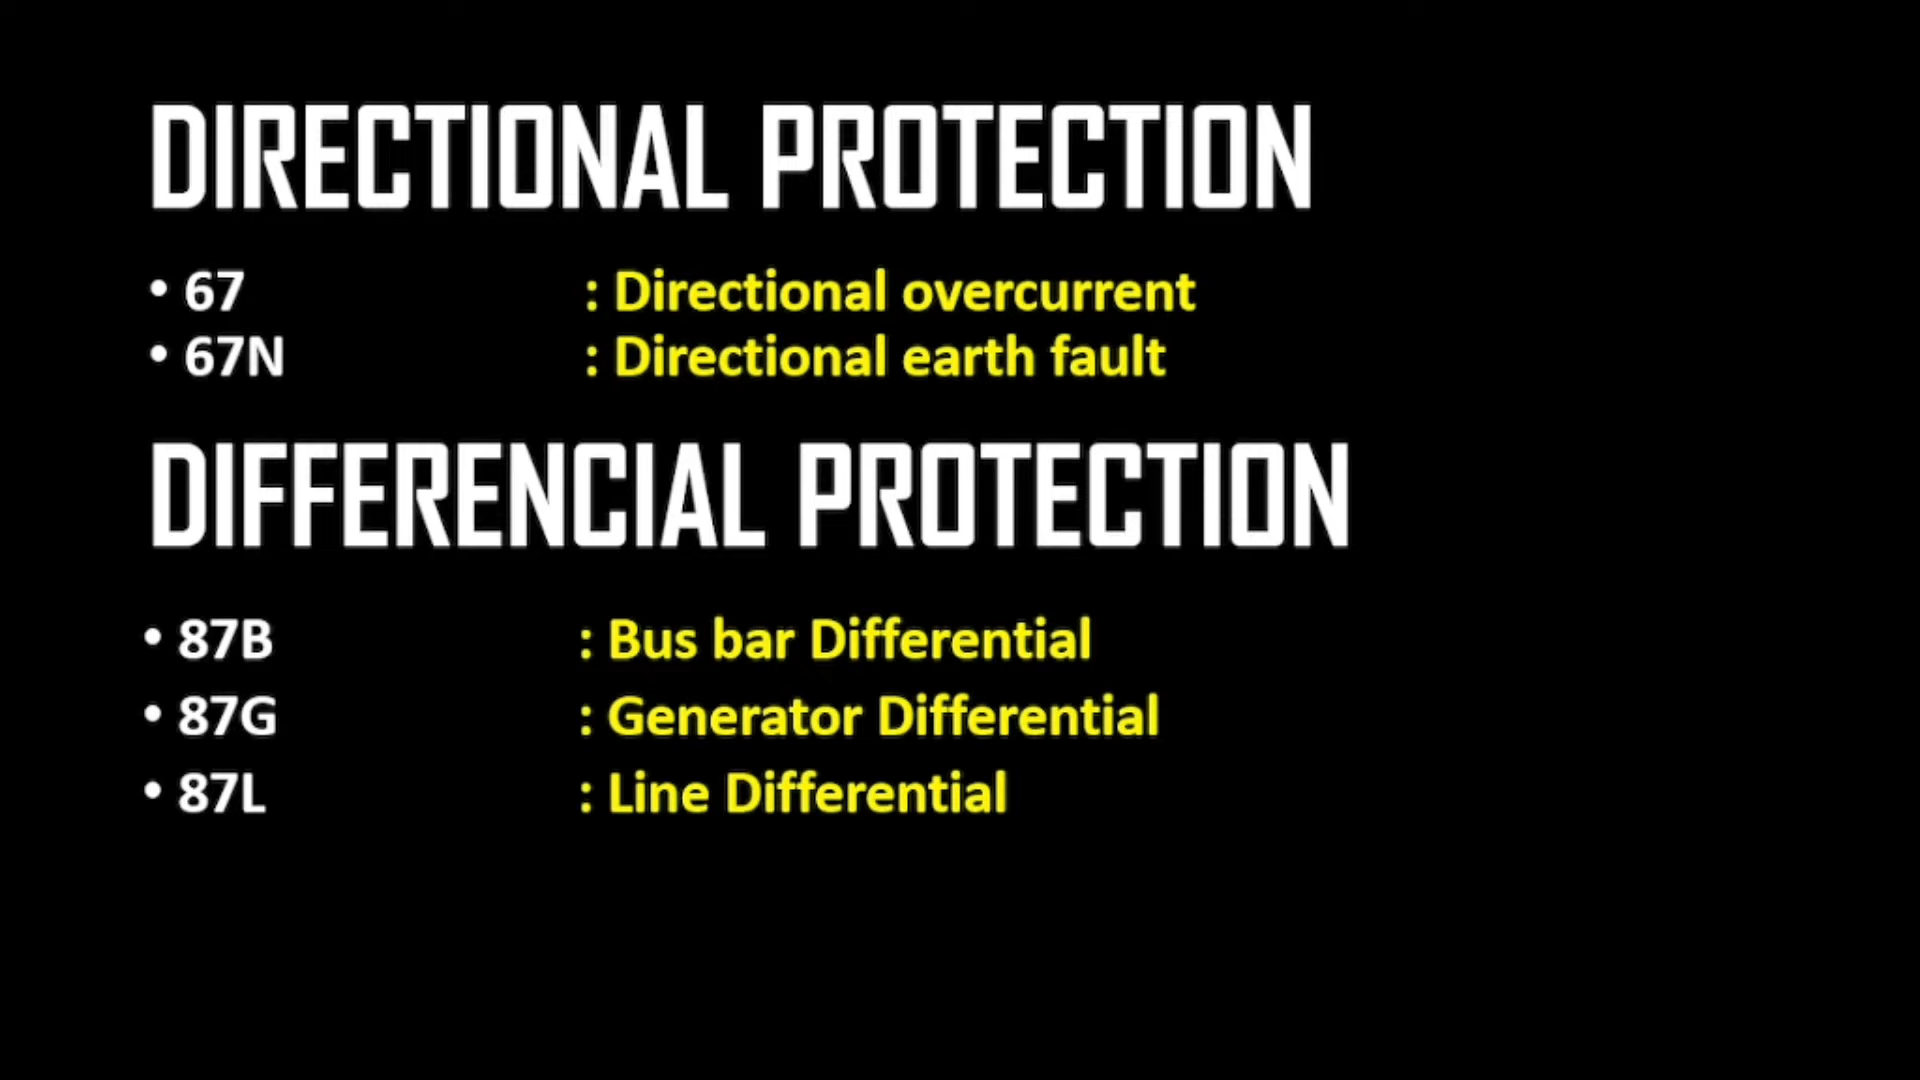 DIRECTIONAL PROTECTION
• 67 : Directional overcurrent
• 67N : Directional earth fault
DIFFERENCIAL PROTECTION
• 87B : Bus bar Differential
• 87G : Generator Differential
• 87L : Line Differential